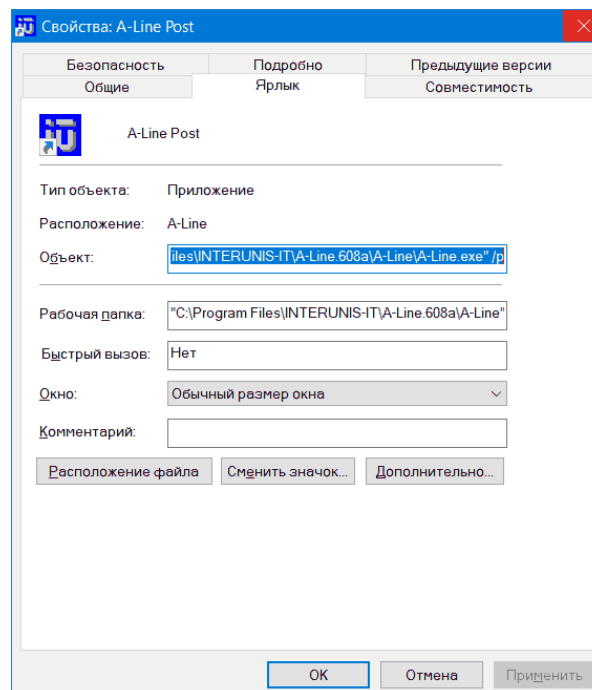 Свойства: A-Line Post
Безопасность Подробно Предыдущие версии
Общие Ярлык Совместимость
A-Line Post
Тип объекта: Приложение
Расположение: A-Line
Объект: iles\INTERUNIS-IT\A-Line.608a\A-Line\A-Line.exe" /p
Рабочая папка: "C:\Program Files\INTERUNIS-IT\A-Line.608a\A-Line"
Быстрый вызов: Нет
Окно: Обычный размер окна
Комментарий:
Расположение файла Сменить значок... Дополнительно...
ОК Отмена Применить